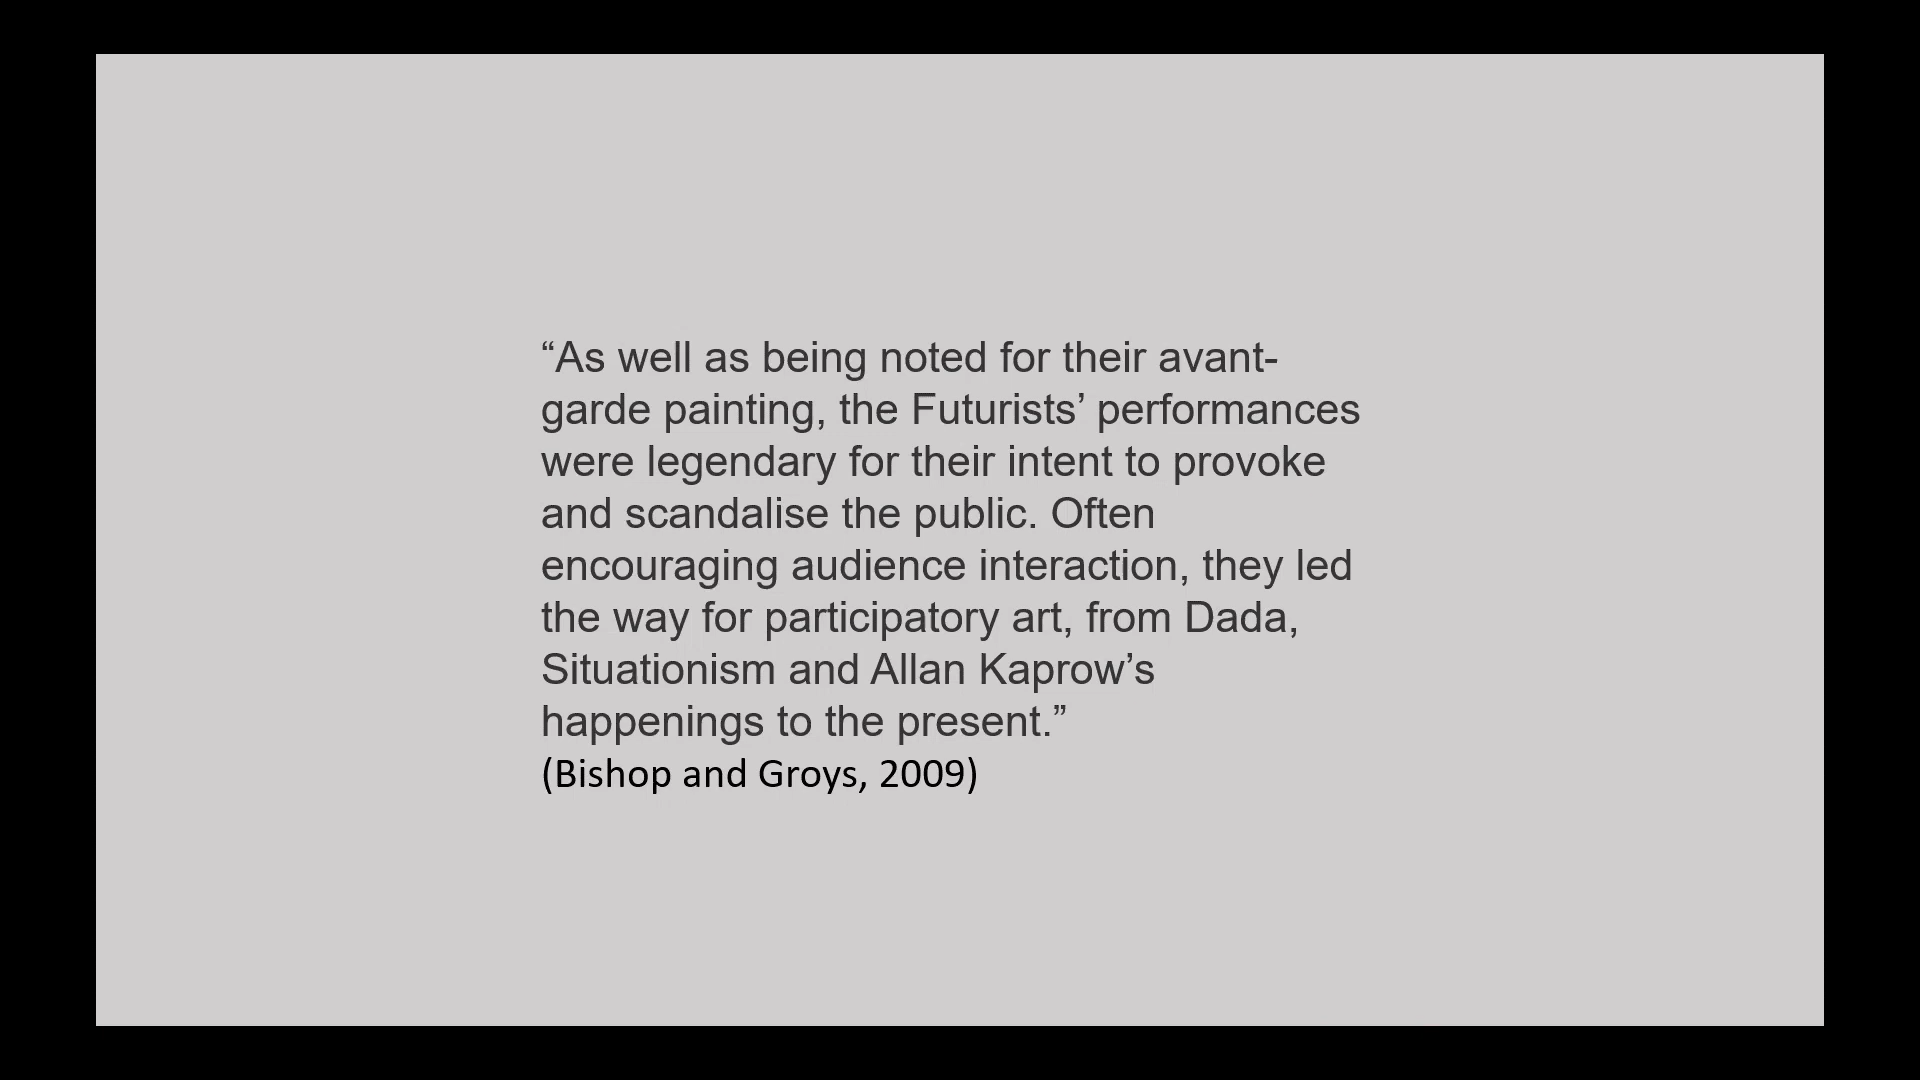 “As well as being noted for their avant-
garde painting, the Futurists’ performances
were legendary for their intent to provoke
and scandalise the public. Often
encouraging audience interaction, they led
the way for participatory art, from Dada,
Situationism and Allan Kaprow’s
happenings to the present.”
(Bishop and Groys, 2009)